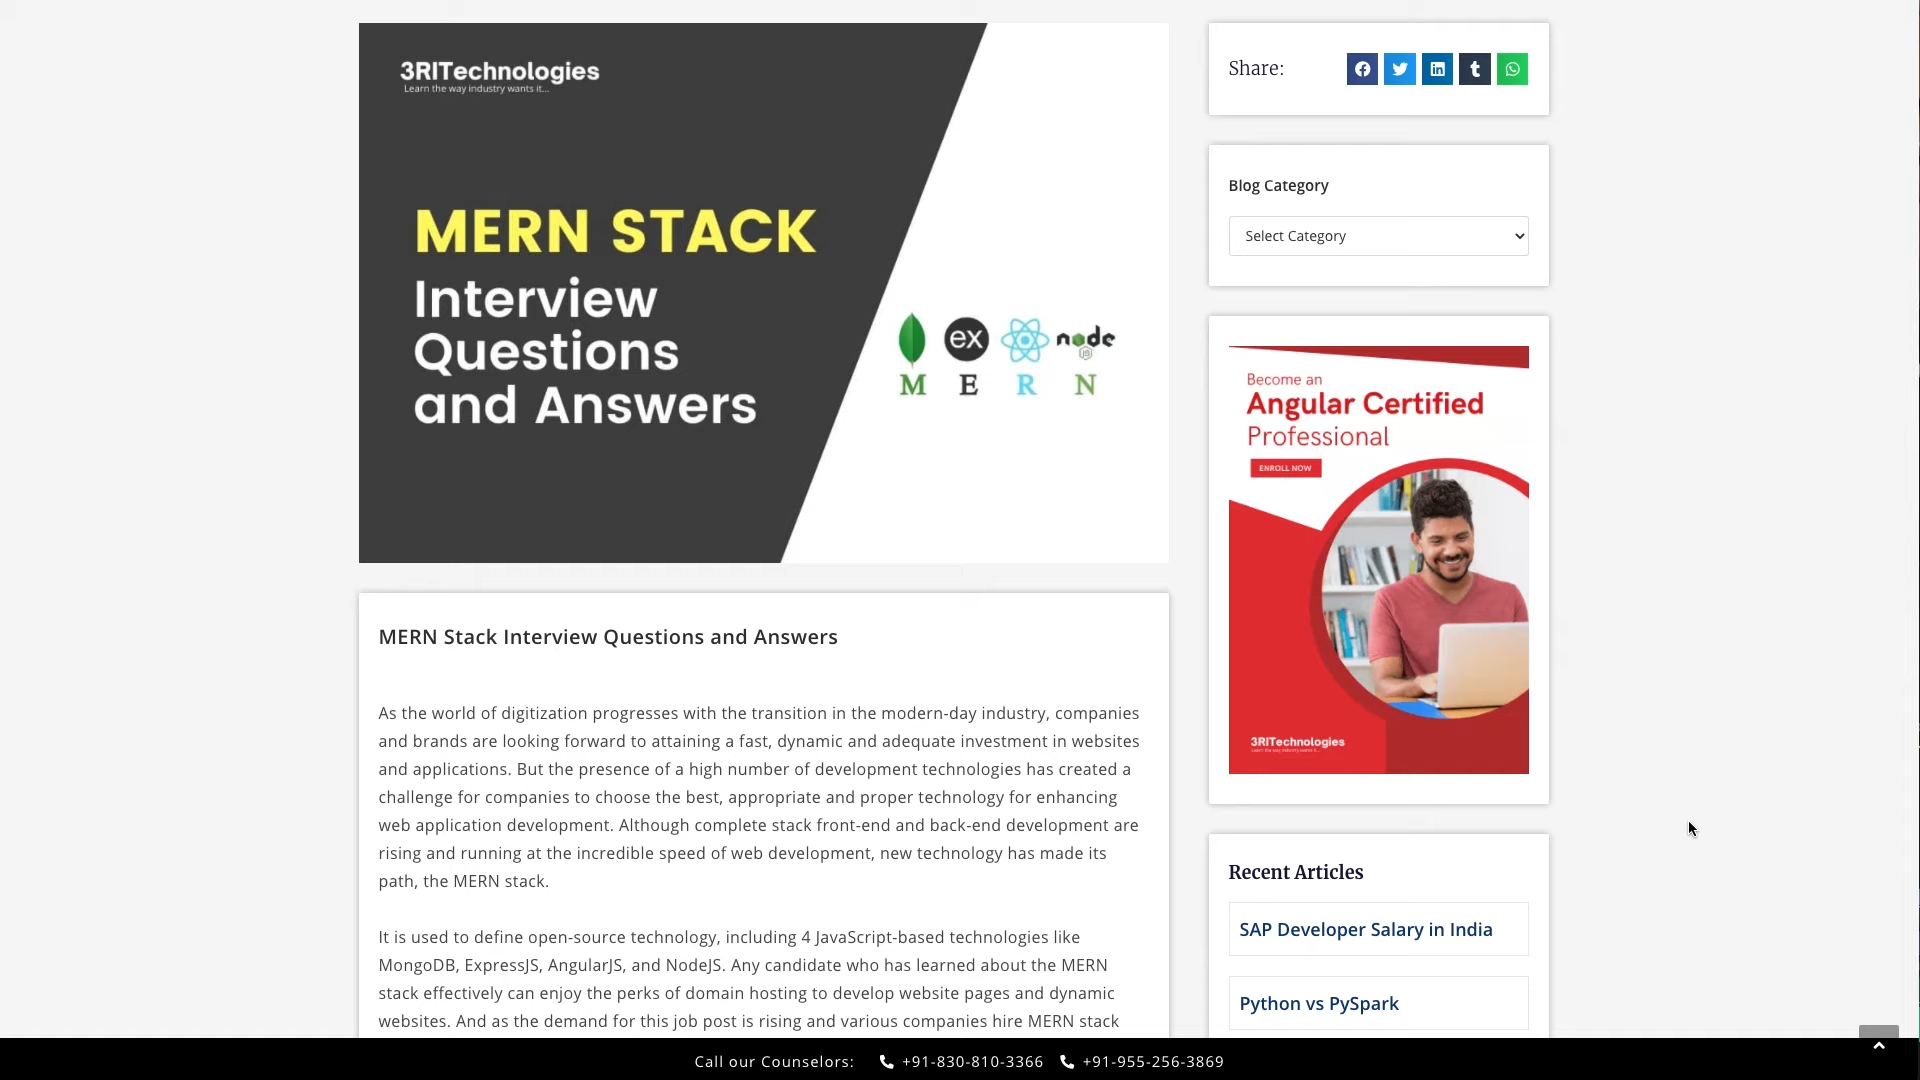 3RITechnologies
Learn the way industry wants it...
MERN STACK
Interview
Questions
and Answers
ex
node
JS
M E R N
MERN Stack Interview Questions and Answers
As the world of digitization progresses with the transition in the modern-day industry, companies
and brands are looking forward to attaining a fast, dynamic and adequate investment in websites
and applications. But the presence of a high number of development technologies has created a
challenge for companies to choose the best, appropriate and proper technology for enhancing
web application development. Although complete stack front-end and back-end development are
rising and running at the incredible speed of web development, new technology has made its
path, the MERN stack.
It is used to define open-source technology, including 4 JavaScript-based technologies like
MongoDB, ExpressJS, AngularJS, and NodeJS. Any candidate who has learned about the MERN
stack effectively can enjoy the perks of domain hosting to develop website pages and dynamic
websites. And as the demand for this job post is rising and various companies hire MERN stack
Share:
Blog Category
Select Category
Become an
Angular Certified
Professional
ENROLL NOW
3RITechnologies
Learn the way industry wants it...
Recent Articles
SAP Developer Salary in India
Python vs PySpark
Call our Counselors: +91-830-810-3366 +91-955-256-3869